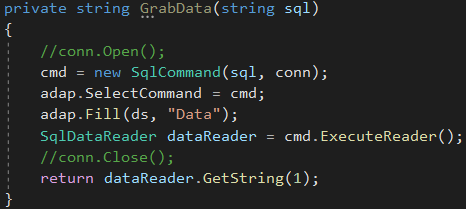 private string GrabData(string sql)
{
//conn.Open();
cmd = new SqlCommand(sql, conn);
adap.SelectCommand = cmd;
adap.Fill(ds, "Data");
SqlDataReader dataReader = cmd.ExecuteReader();
//conn.Close();
return dataReader.GetString(1);
}